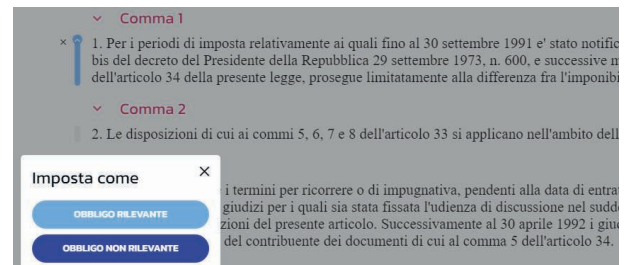 Comma 1
× 1. Per i periodi di imposta relativamente ai quali fino al 30 settembre 1991 e' stato notific
bis del decreto del Presidente della Repubblica 29 settembre 1973, n. 600, e successive m
dell'articolo 34 della presente legge, prosegue limitatamente alla differenza fra l'imponibi
Comma 2
2. Le disposizioni di cui ai commi 5, 6, 7 e 8 dell'articolo 33 si applicano nell'ambito dell
Imposta come ×
i termini per ricorrere o di impugnativa, pendenti alla data di entrat
OBBLIGO RILEVANTE
giudizi per i quali sia stata fissata l'udienza di discussione nel sudd
zioni del presente articolo. Successivamente al 30 aprile 1992 i giu
OBBLIGO NON RILEVANTE
del contribuente dei documenti di cui al comma 5 dell'articolo 34.